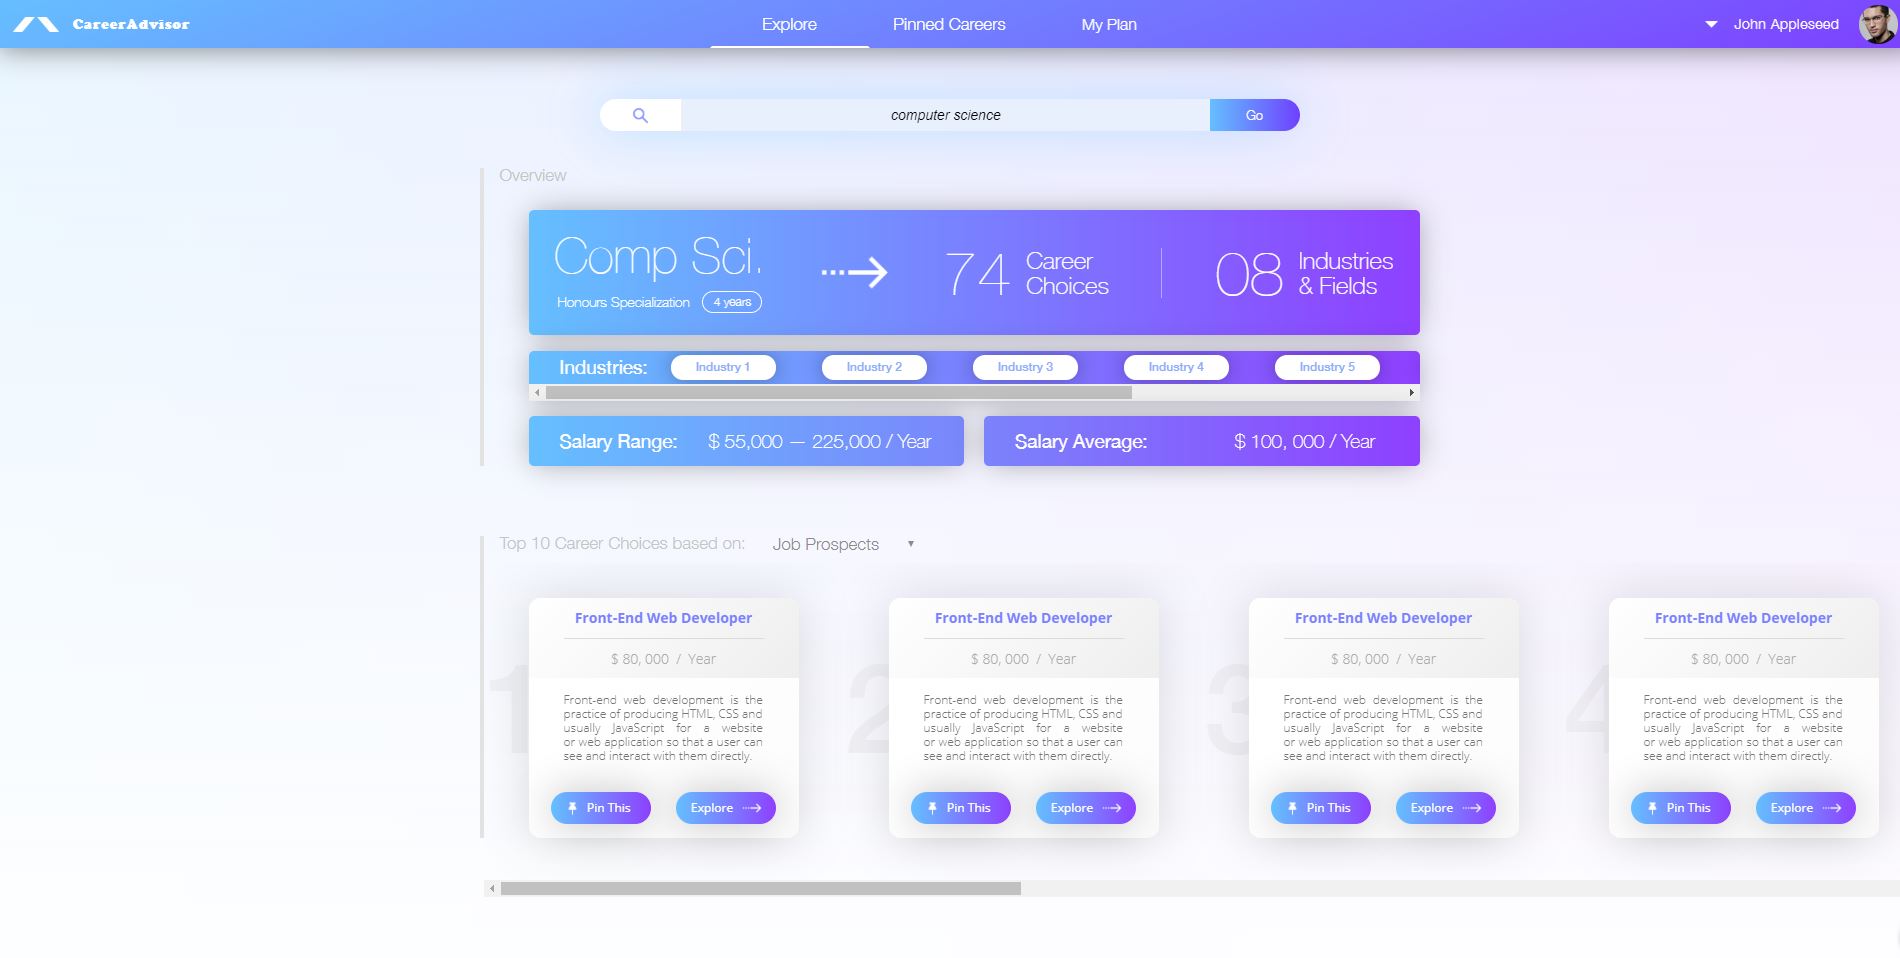 CareerAdvisor
Explore
Pinned Careers
My Plan
John Appleseed
computer science
Go
Overview
Comp Sci.
Honours Specialization
4 years
74
Career
Choices
08
Industries
& Fields
Industries:
Industry 1
Industry 2
Industry 3
Industry 4
Industry 5
Salary Range:
$ 55,000 — 225,000 / Year
Salary Average:
$ 100, 000 / Year
Top 10 Career Choices based on:
Job Prospects
1
Front-End Web Developer
$ 80, 000 / Year
Front-end web development is the
practice of producing HTML, CSS and
usually JavaScript for a website
or web application so that a user can
see and interact with them directly.
Pin This
Explore
2
Front-End Web Developer
$ 80, 000 / Year
Front-end web development is the
practice of producing HTML, CSS and
usually JavaScript for a website
or web application so that a user can
see and interact with them directly.
Pin This
Explore
3
Front-End Web Developer
$ 80, 000 / Year
Front-end web development is the
practice of producing HTML, CSS and
usually JavaScript for a website
or web application so that a user can
see and interact with them directly.
Pin This
Explore
4
Front-End Web Developer
$ 80, 000 / Year
Front-end web development is the
practice of producing HTML, CSS and
usually JavaScript for a website
or web application so that a user can
see and interact with them directly.
Pin This
Explore